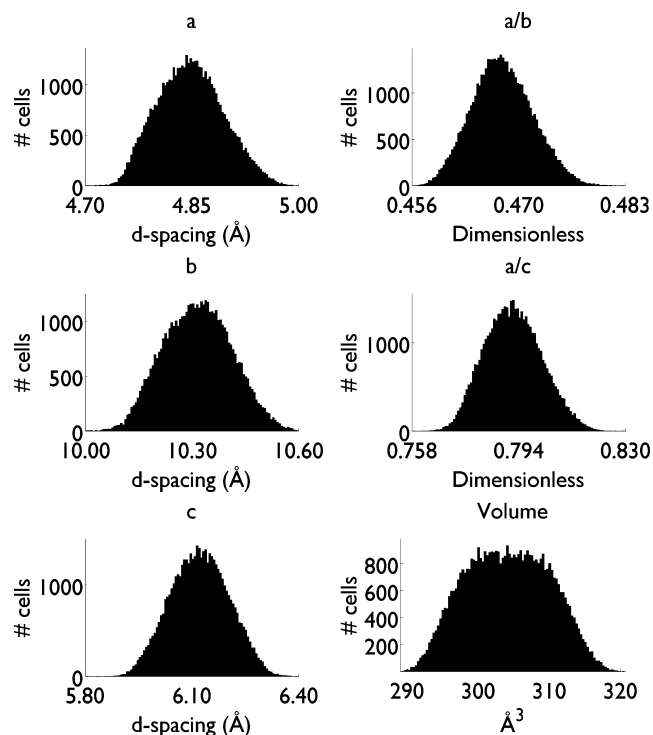 a
1000
500
0
# cells
4.70 4.85 5.00
d-spacing (Å)
a/b
1000
500
0
# cells
0.456 0.470 0.483
Dimensionless
b
1000
500
0
# cells
10.00 10.30 10.60
d-spacing (Å)
a/c
1000
0
# cells
0.758 0.794 0.830
Dimensionless
c
1000
0
# cells
5.80 6.10 6.40
d-spacing (Å)
Volume
800
600
400
200
# cells
290 300 310 320
Å3